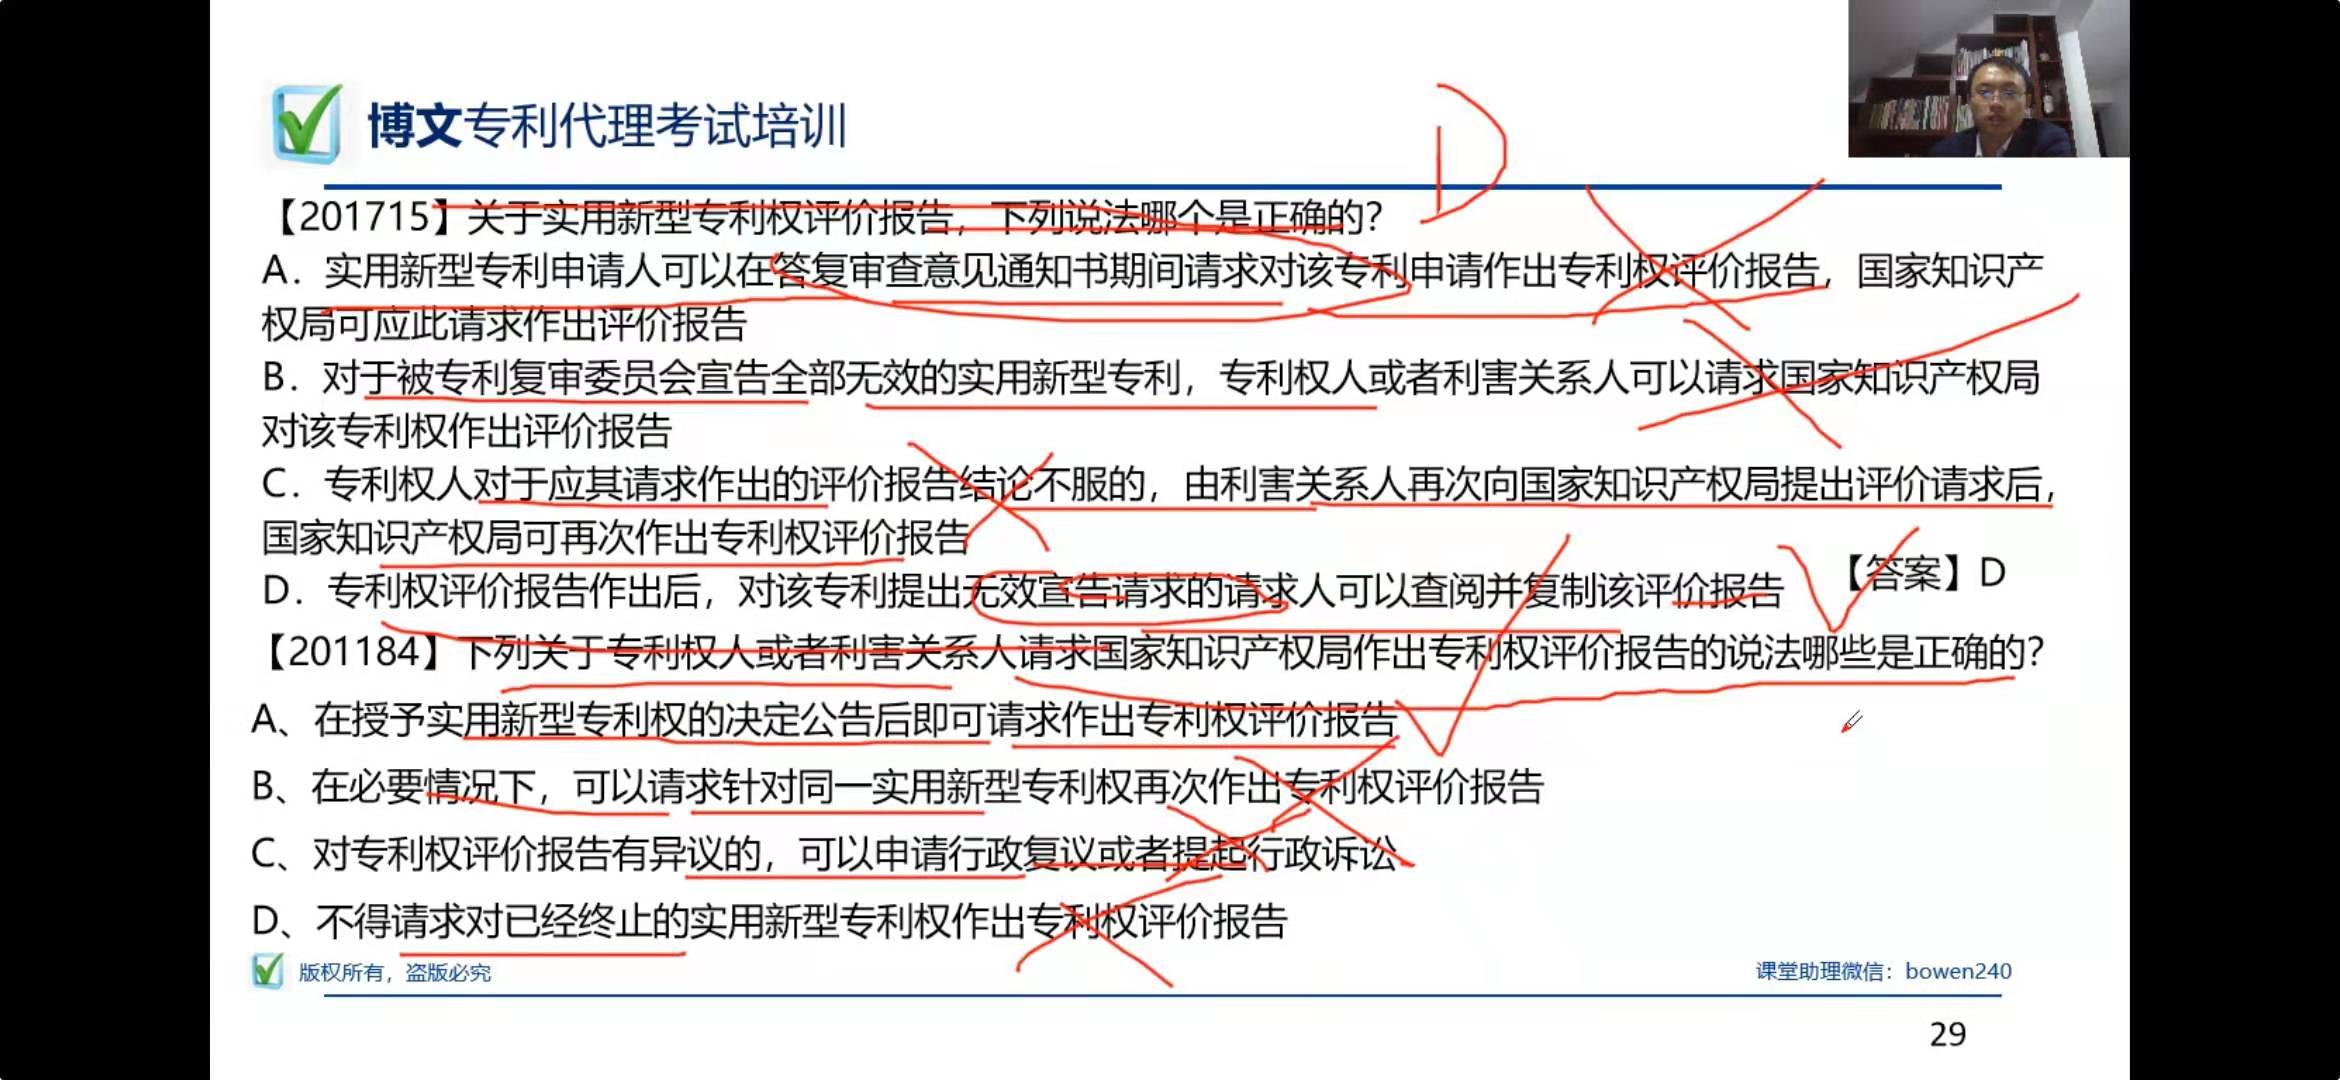 博文专利代理考试培训
D
【201715】关于实用新型专利权评价报告，下列说法哪个是正确的？
A．实用新型专利申请人可以在答复审查意见通知书期间请求对该专利申请作出专利权评价报告，国家知识产
权局可应此请求作出评价报告
B．对于被专利复审委员会宣告全部无效的实用新型专利，专利权人或者利害关系人可以请求国家知识产权局
对该专利权作出评价报告
C．专利权人对于应其请求作出的评价报告结论不服的，由利害关系人再次向国家知识产权局提出评价请求后，
国家知识产权局可再次作出专利权评价报告
D．专利权评价报告作出后，对该专利提出无效宣告请求的请求人可以查阅并复制该评价报告
【答案】D
【201184】下列关于专利权人或者利害关系人请求国家知识产权局作出专利权评价报告的说法哪些是正确的？
A、在授予实用新型专利权的决定公告后即可请求作出专利权评价报告
B、在必要情况下，可以请求针对同一实用新型专利权再次作出专利权评价报告
C、对专利权评价报告有异议的，可以申请行政复议或者提起行政诉讼
D、不得请求对已经终止的实用新型专利权作出专利权评价报告
版权所有，盗版必究
课堂助理微信：bowen240
29